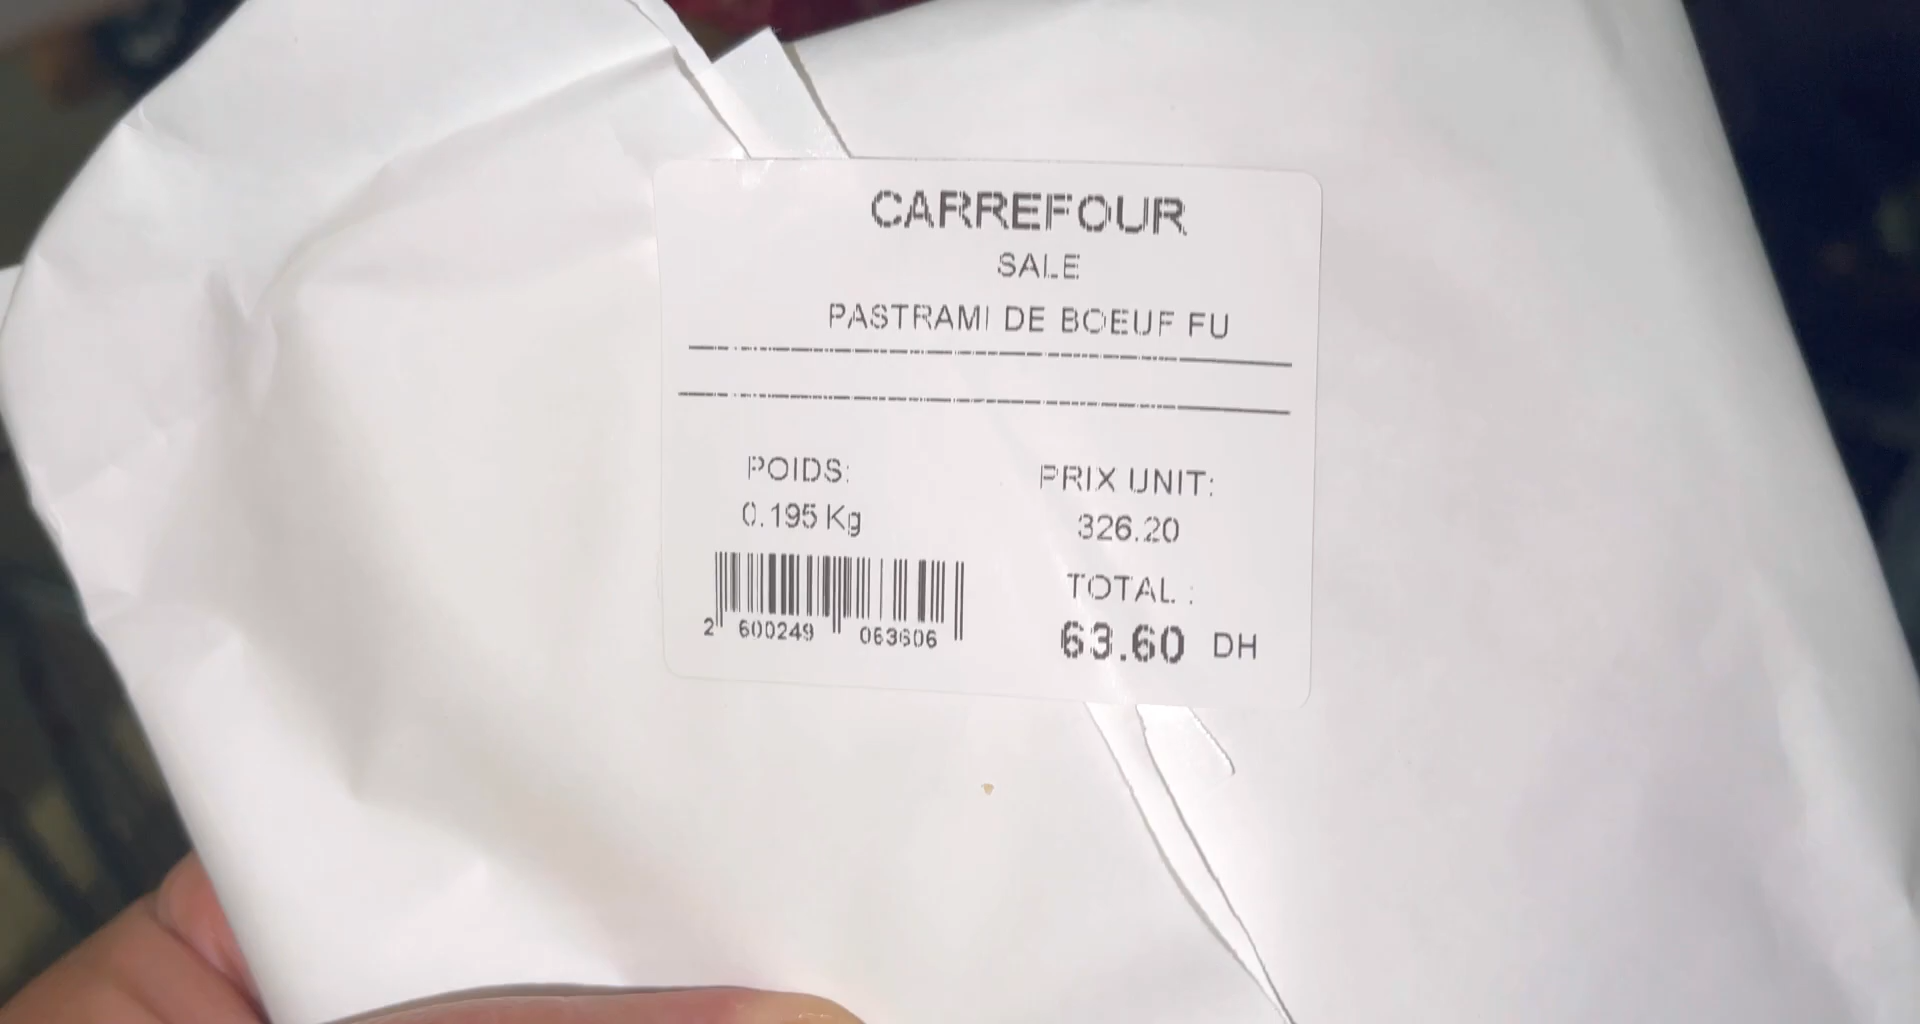 CARREFOUR
SALE
PASTRAMI DE BOEUF FU
POIDS:
0.195 Kg
PRIX UNIT:
326.20
TOTAL :
63.60 DH
2 600249 063606